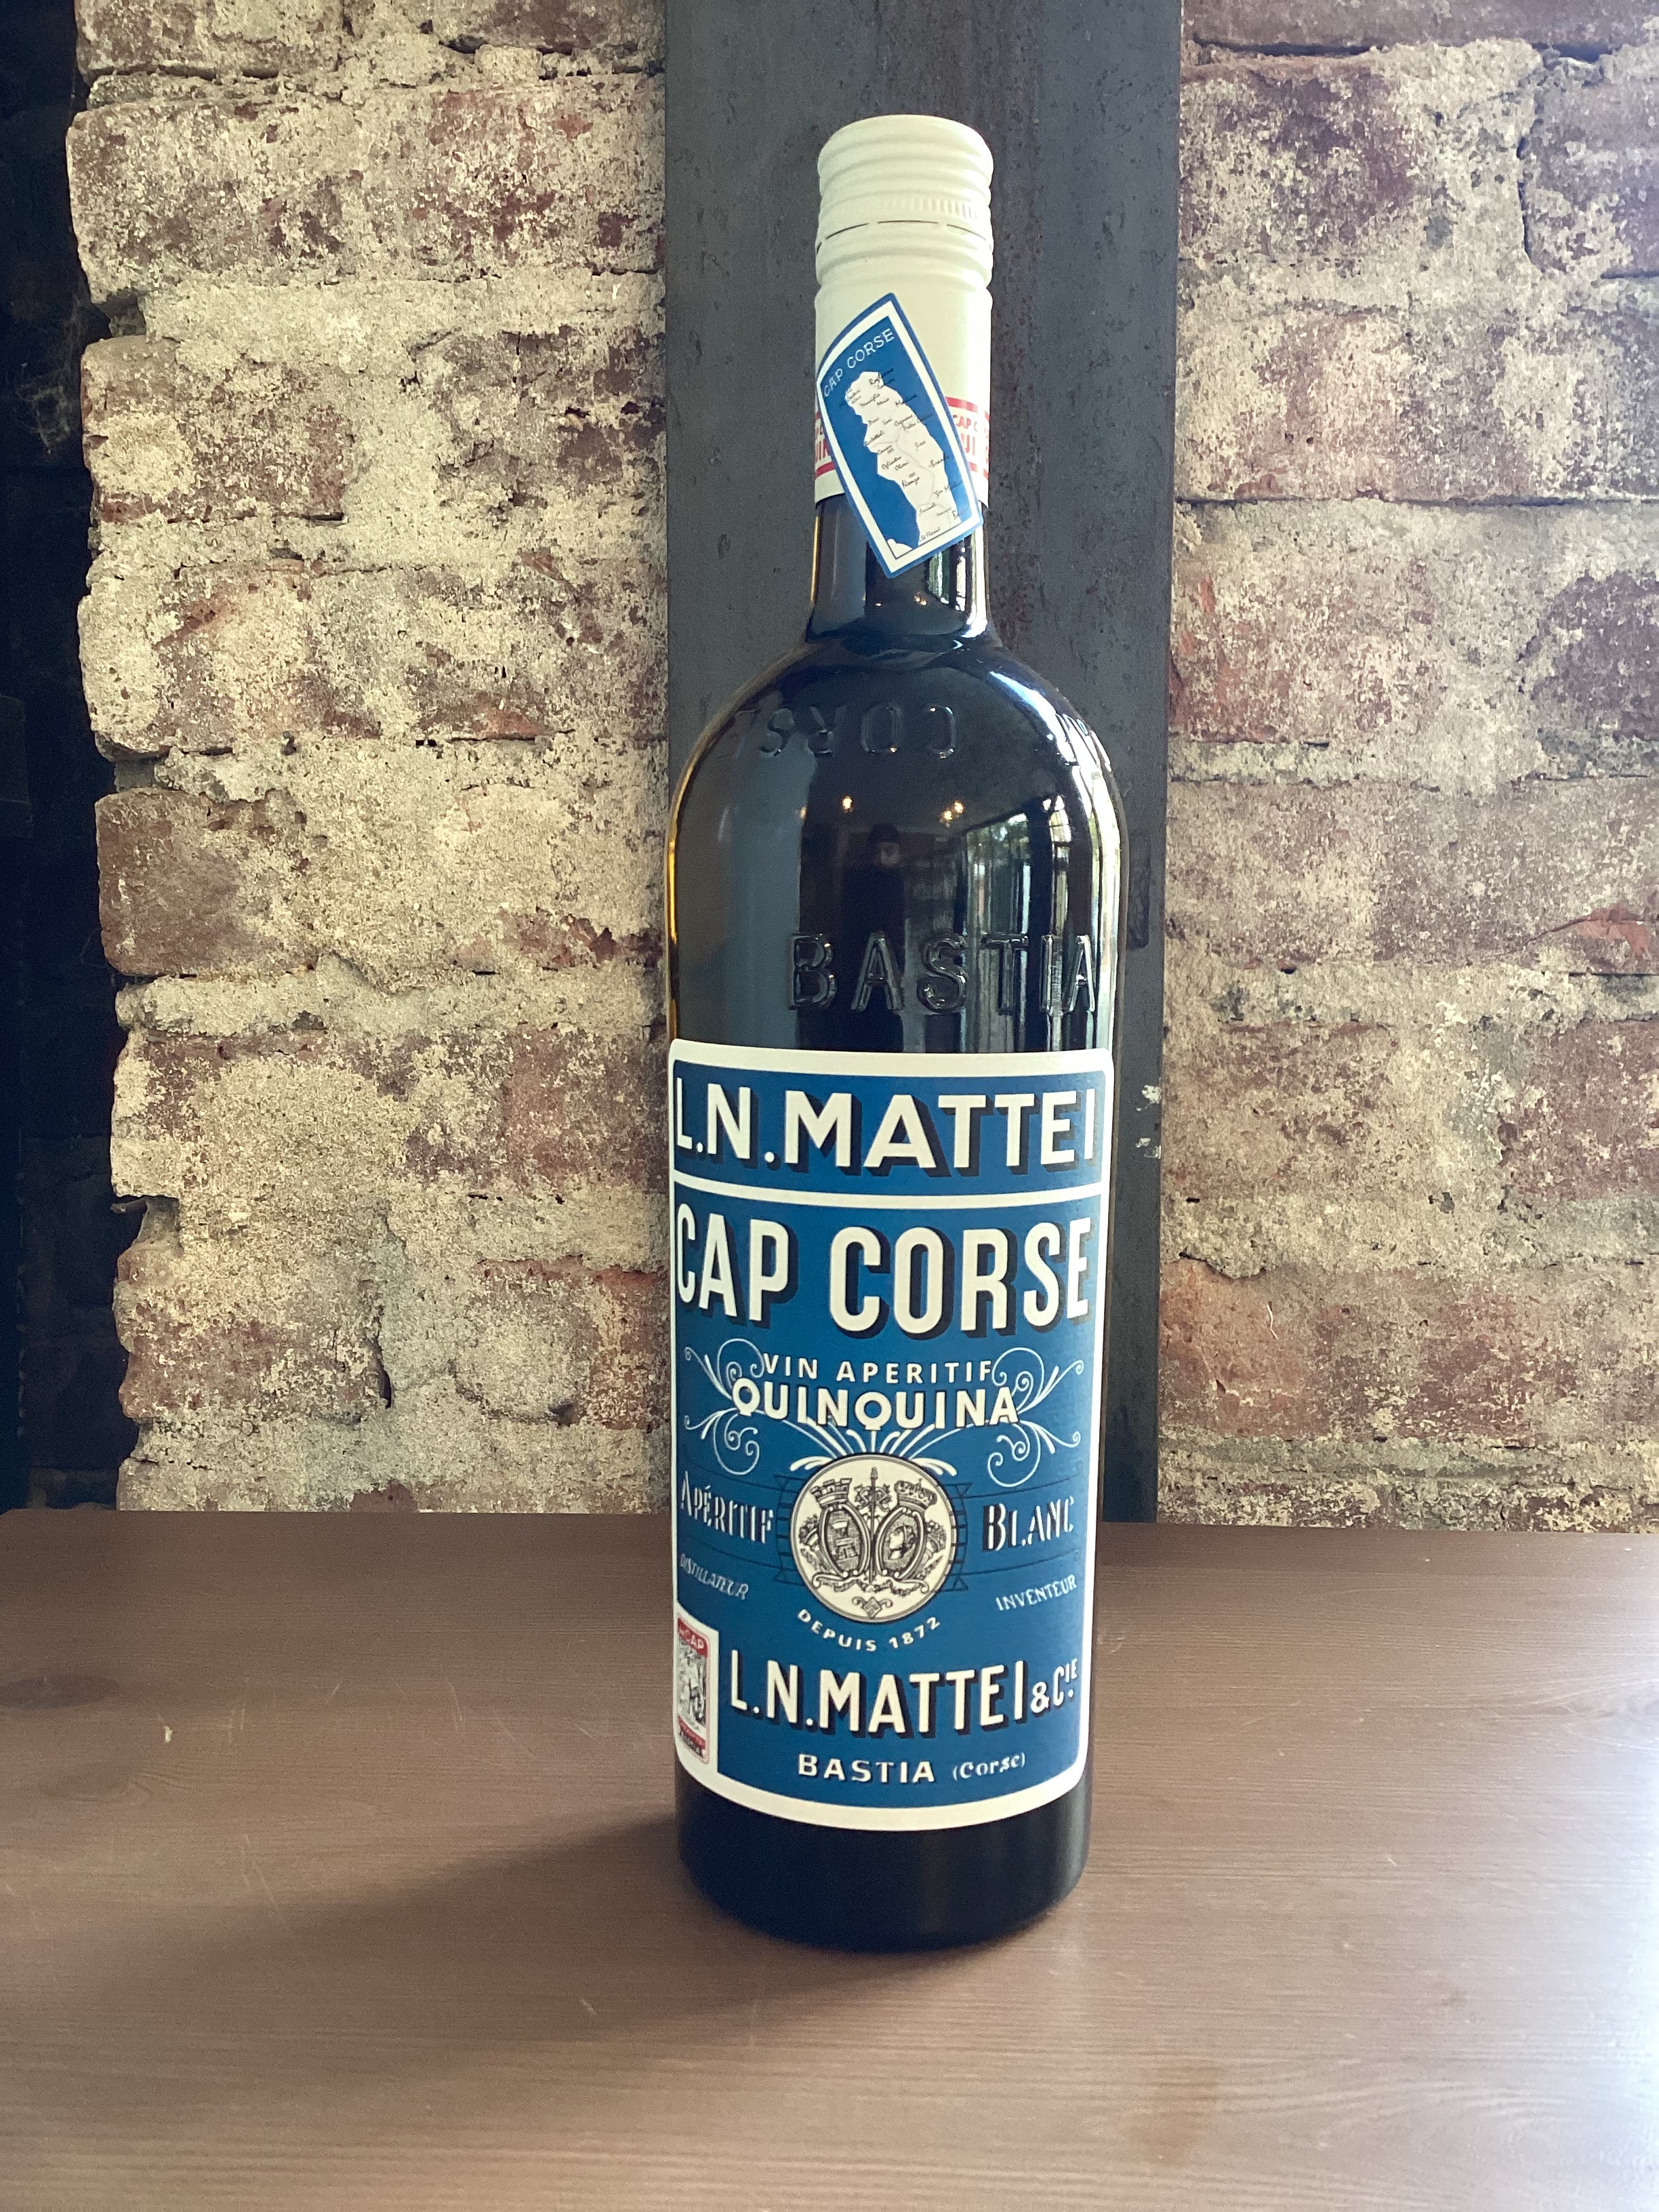 CAP CORSE
CORS
BASTIA
L.N.MATTEI
CAP CORSE
VIN APERITIF
QUINQUINA
APÉRITIF BLANC
DISTILLATEUR INVENTEUR
DEPUIS 1872
L.N.MATTEI & CIE.
BASTIA (Corse)